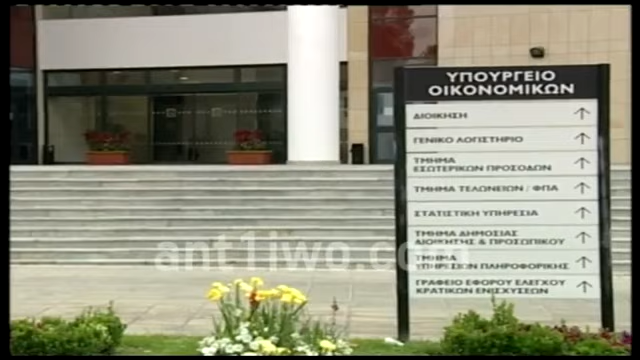 ΥΠΟΥΡΓΕΙΟ
ΟΙΚΟΝΟΜΙΚΩΝ
ΔΙΟΙΚΗΣΗ
ΓΕΝΙΚΟ ΛΟΓΙΣΤΗΡΙΟ
ΤΜΗΜΑ
ΕΣΩΤΕΡΙΚΩΝ ΠΡΟΣΟΔΩΝ
ΤΜΗΜΑ ΤΕΛΩΝΕΙΩΝ / ΦΠΑ
ΣΤΑΤΙΣΤΙΚΗ ΥΠΗΡΕΣΙΑ
ΤΜΗΜΑ ΔΗΜΟΣΙΑΣ
ΔΙΟΙΚΗΣΗΣ & ΠΡΟΣΩΠΙΚΟΥ
ΤΜΗΜΑ
ΥΠΗΡΕΣΙΩΝ ΠΛΗΡΟΦΟΡΙΚΗΣ
ΓΡΑΦΕΙΟ ΕΦΟΡΟΥ ΕΛΕΓΧΟΥ
ΚΡΑΤΙΚΩΝ ΕΝΙΣΧΥΣΕΩΝ
ant1iwo.com